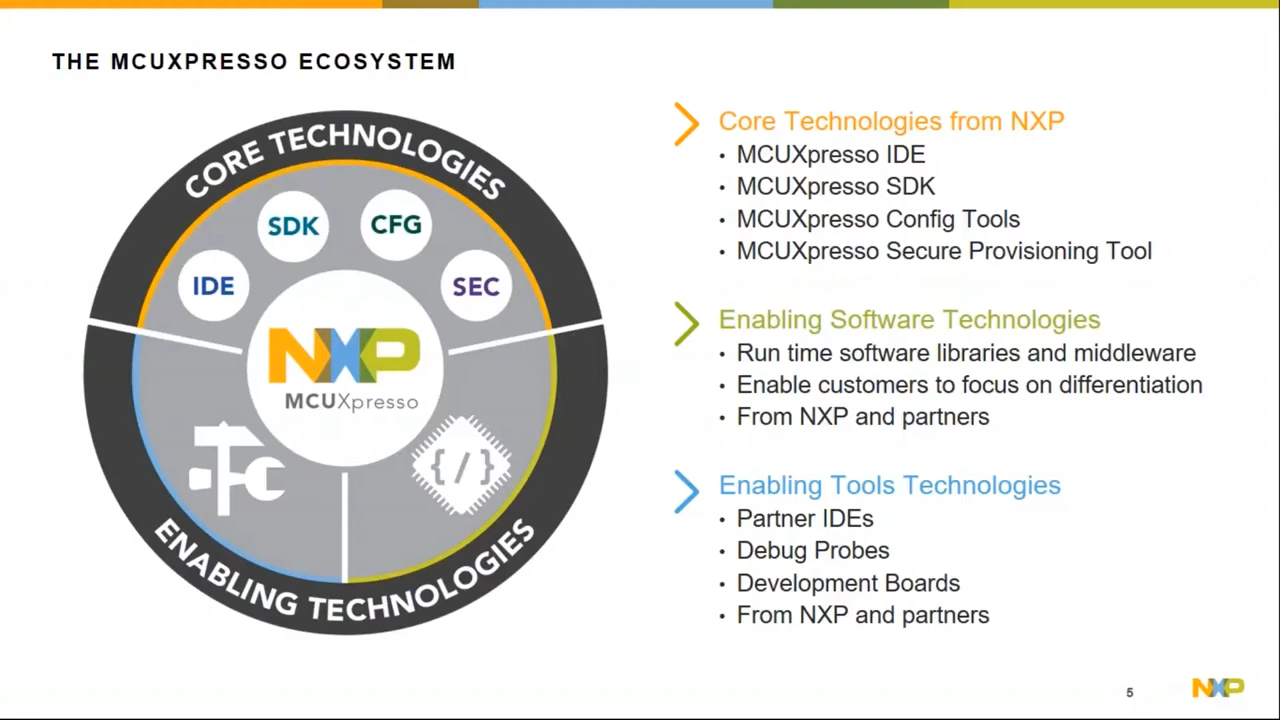 THE MCUXPRESSO ECOSYSTEM
CORE TECHNOLOGIES
SDK
CFG
IDE
SEC
NXP
MCUXpresso
{/}
ENABLING TECHNOLOGIES
Core Technologies from NXP
• MCUXpresso IDE
• MCUXpresso SDK
• MCUXpresso Config Tools
• MCUXpresso Secure Provisioning Tool
Enabling Software Technologies
• Run time software libraries and middleware
• Enable customers to focus on differentiation
• From NXP and partners
Enabling Tools Technologies
• Partner IDEs
• Debug Probes
• Development Boards
• From NXP and partners
5
NXP